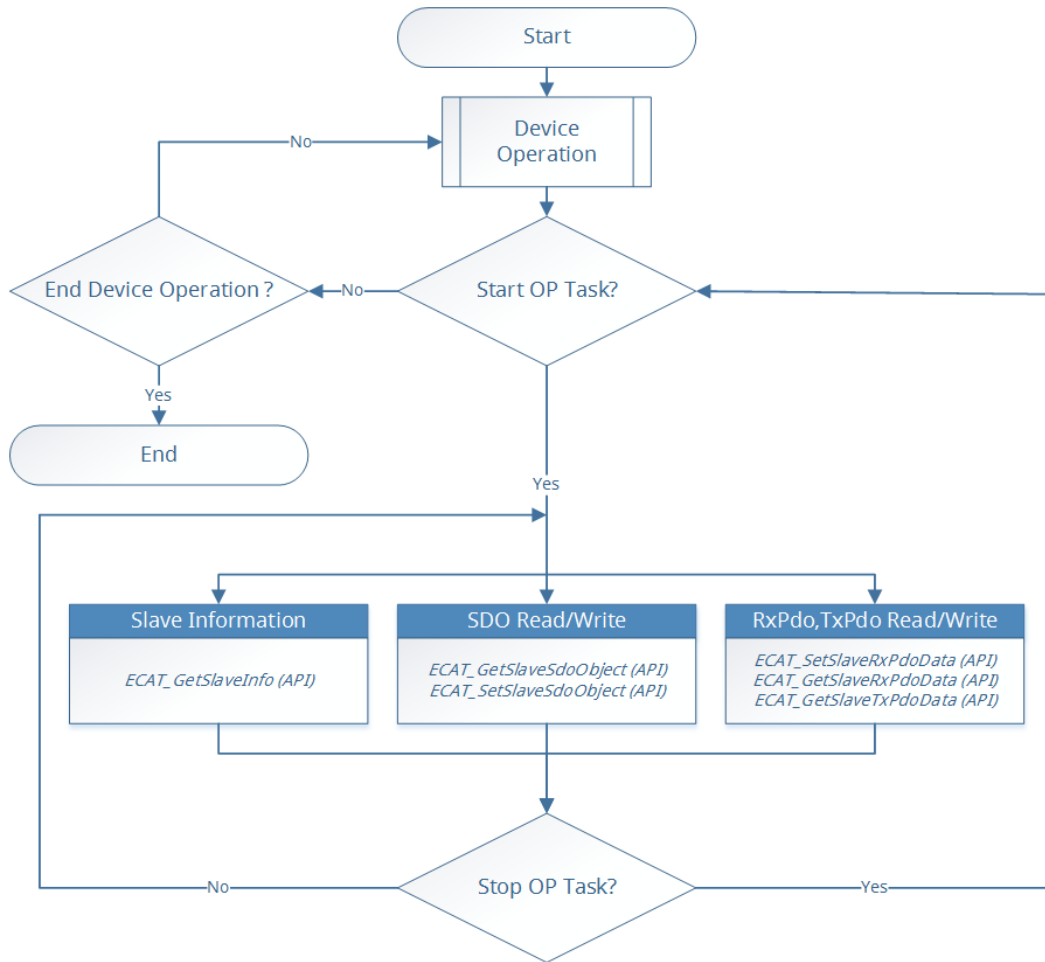 Start
Device
Operation
No
End Device Operation ?
No
Start OP Task?
Yes
End
Yes
Slave Information
ECAT_GetSlaveInfo (API)
SDO Read/Write
ECAT_GetSlaveSdoObject (API)
ECAT_SetSlaveSdoObject (API)
RxPdo,TxPdo Read/Write
ECAT_SetSlaveRxPdoData (API)
ECAT_GetSlaveRxPdoData (API)
ECAT_GetSlaveTxPdoData (API)
No
Stop OP Task?
Yes